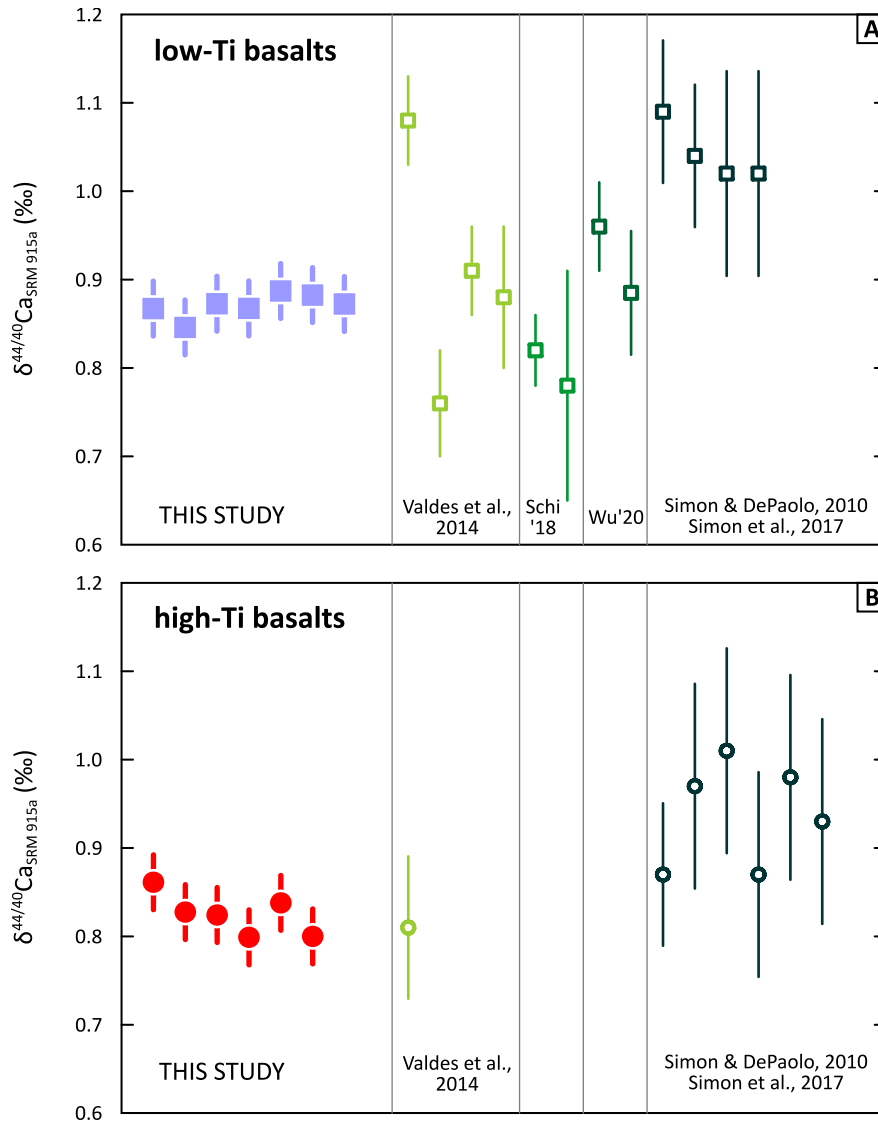 low-Ti basalts
A
1.2
1.1
1.0
0.9
0.8
0.7
0.6
δ44/40CaSRM 915a (‰)
THIS STUDY
Valdes et al.,
2014
Schi
'18
Wu'20
Simon & DePaolo, 2010
Simon et al., 2017
high-Ti basalts
B
1.2
1.1
1.0
0.9
0.8
0.7
0.6
δ44/40CaSRM 915a (‰)
THIS STUDY
Valdes et al.,
2014
Simon & DePaolo, 2010
Simon et al., 2017